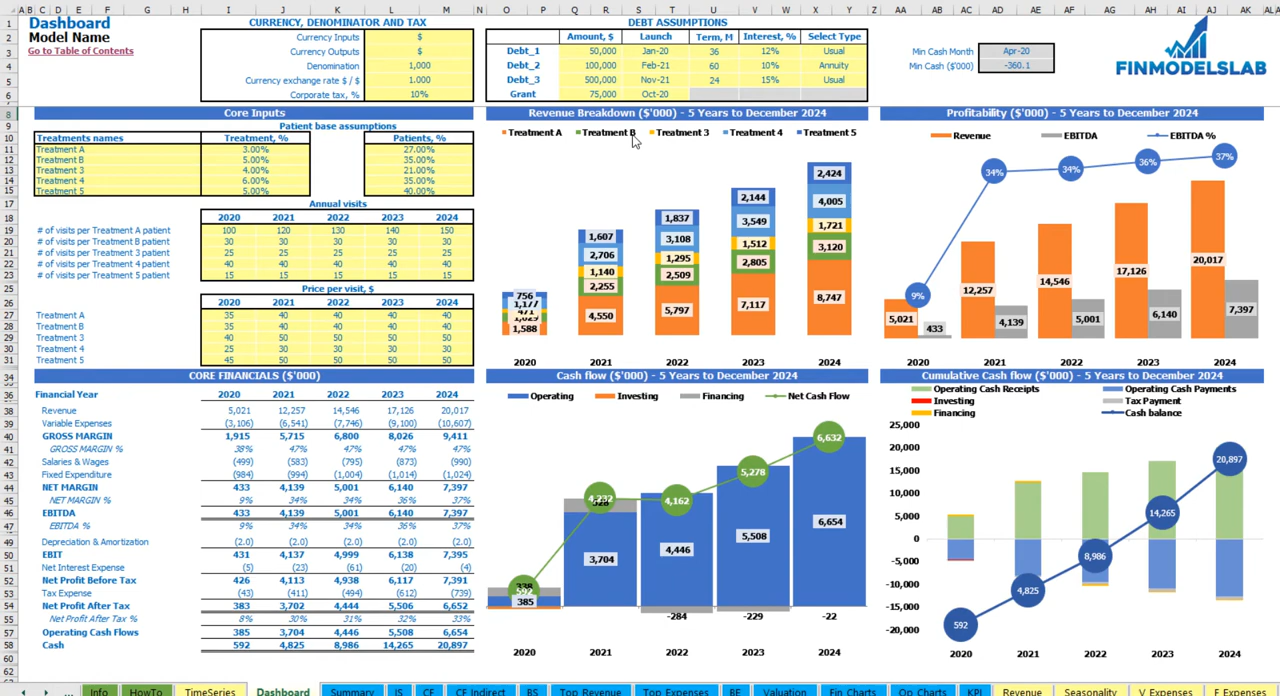 A B C D E F G H I J K L M N O P Q R S T U V W X Y Z AA AB AC AD AE AF AG AH AI AJ AK AL
Dashboard
Model Name
Go to Table of Contents
CURRENCY, DENOMINATOR AND TAX
Currency Inputs $
Currency Outputs $
Denomination 1,000
Currency exchange rate $ / $ 1.000
Corporate tax, % 10%
DEBT ASSUMPTIONS
Amount, $ Launch Term, M Interest, % Select Type
Debt_1 50,000 Jan-20 36 12% Usual
Debt_2 100,000 Feb-21 60 10% Annuity
Debt_3 500,000 Nov-21 24 15% Usual
Grant 75,000 Oct-20
Min Cash Month Apr-20
Min Cash ($'000) -360.1
FINMODELSLAB
Core Inputs
Patient base assumptions
Treatments names Treatment, % Patients, %
Treatment A 3.00% 27.00%
Treatment B 5.00% 35.00%
Treatment 3 4.00% 21.00%
Treatment 4 6.00% 35.00%
Treatment 5 5.00% 40.00%
Annual visits
2020 2021 2022 2023 2024
# of visits per Treatment A patient 100 120 130 140 150
# of visits per Treatment B patient 30 30 30 30 30
# of visits per Treatment 3 patient 25 25 25 25 25
# of visits per Treatment 4 patient 40 40 40 40 40
# of visits per Treatment 5 patient 15 15 15 15 15
Price per visit, $
2020 2021 2022 2023 2024
Treatment A 35 40 40 40 40
Treatment B 35 40 40 40 40
Treatment 3 40 50 50 50 50
Treatment 4 25 30 30 30 30
Treatment 5 45 50 50 50 50
Revenue Breakdown ($'000) - 5 Years to December 2024
Treatment A Treatment B Treatment 3 Treatment 4 Treatment 5
756 1,607 1,837 2,144 2,424
1,177 2,706 3,108 3,549 4,005
471 1,140 1,295 1,512 1,721
1,029 2,255 2,509 2,805 3,120
1,588 4,550 5,797 7,117 8,747
2020 2021 2022 2023 2024
Profitability ($'000) - 5 Years to December 2024
Revenue EBITDA EBITDA %
9% 34% 34% 36% 37%
5,021 12,257 14,546 17,126 20,017
433 4,139 5,001 6,140 7,397
2020 2021 2022 2023 2024
CORE FINANCIALS ($'000)
Financial Year 2020 2021 2022 2023 2024
Revenue 5,021 12,257 14,546 17,126 20,017
Variable Expenses (3,106) (6,541) (7,746) (9,100) (10,607)
GROSS MARGIN 1,915 5,715 6,800 8,026 9,411
GROSS MARGIN % 38% 47% 47% 47% 47%
Salaries & Wages (499) (583) (795) (873) (990)
Fixed Expenditure (984) (994) (1,004) (1,014) (1,024)
NET MARGIN 433 4,139 5,001 6,140 7,397
NET MARGIN % 9% 34% 34% 36% 37%
EBITDA 433 4,139 5,001 6,140 7,397
EBITDA % 9% 34% 34% 36% 37%
Depreciation & Amortization (2.0) (2.0) (2.0) (2.0) (2.0)
EBIT 431 4,137 4,999 6,138 7,395
Net Interest Expense (5) (23) (61) (20) (4)
Net Profit Before Tax 426 4,113 4,938 6,117 7,391
Tax Expense (43) (411) (494) (612) (739)
Net Profit After Tax 383 3,702 4,444 5,506 6,652
Net Profit After Tax % 8% 30% 31% 32% 33%
Operating Cash Flows 385 3,704 4,446 5,508 6,654
Cash 592 4,825 8,986 14,265 20,897
Cash flow ($'000) - 5 Years to December 2024
Operating Investing Financing Net Cash Flow
338 592 385
4,232 528 3,704
4,162 4,446 -284
5,278 5,508 -229
6,632 6,654 -22
2020 2021 2022 2023 2024
Cumulative Cash flow ($'000) - 5 Years to December 2024
Operating Cash Receipts Operating Cash Payments
Investing Tax Payment
Financing Cash balance
25,000
20,000
15,000
10,000
5,000
0
-5,000
-10,000
-15,000
-20,000
592 4,825 8,986 14,265 20,897
2020 2021 2022 2023 2024
... Info HowTo TimeSeries Dashboard Summary IS CF CF Indirect BS Top Revenue Top Expenses BE Valuation Fin Charts Op Charts KPI Revenue Seasonality V_Expenses F_Expenses